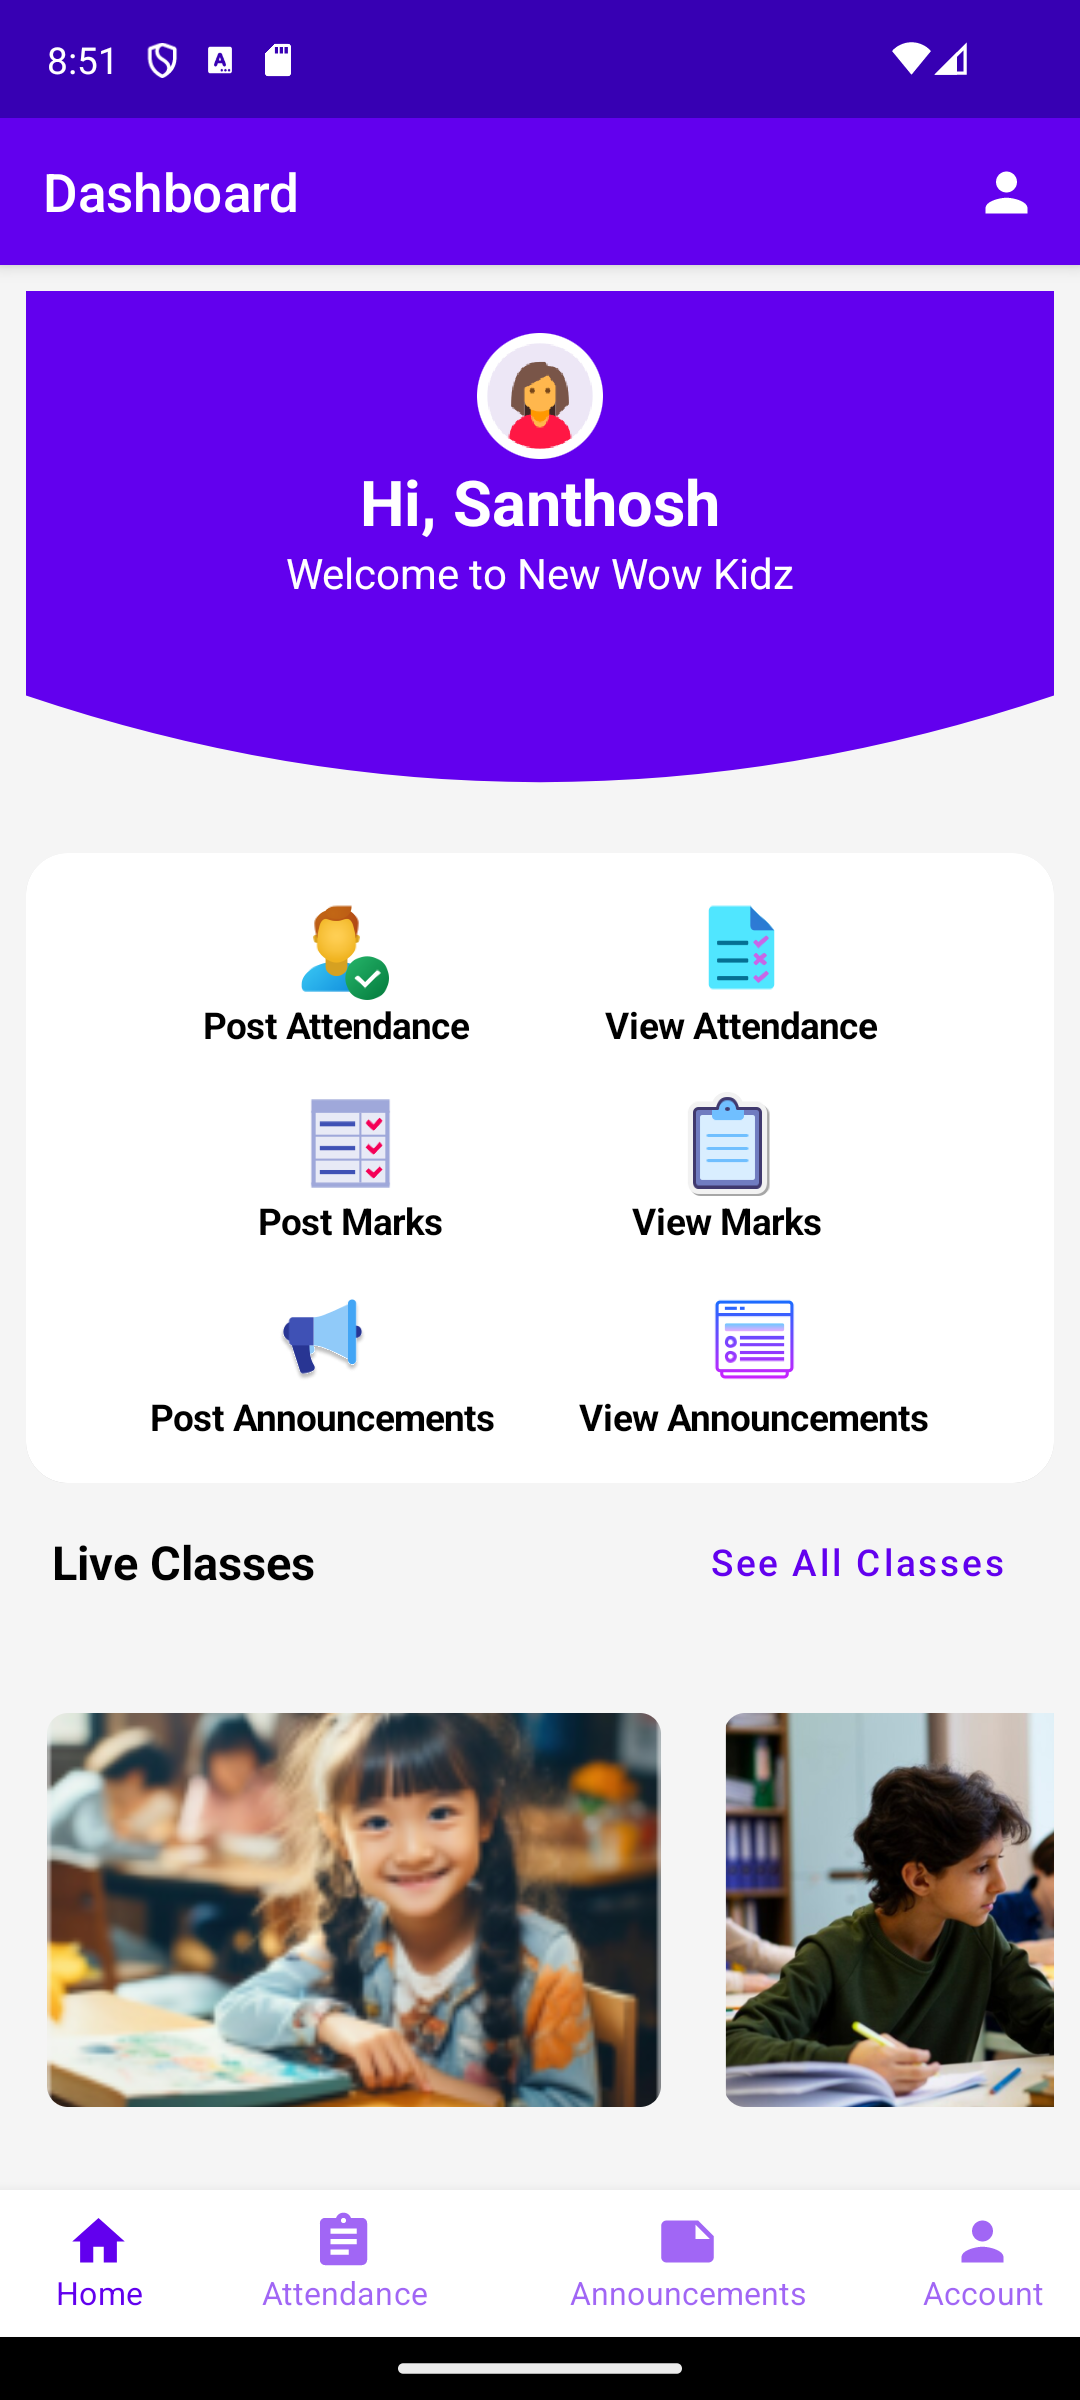 8:51
Dashboard
Hi, Santhosh
Welcome to New Wow Kidz
Post Attendance
View Attendance
Post Marks
View Marks
Post Announcements
View Announcements
Live Classes
See All Classes
Home
Attendance
Announcements
Account